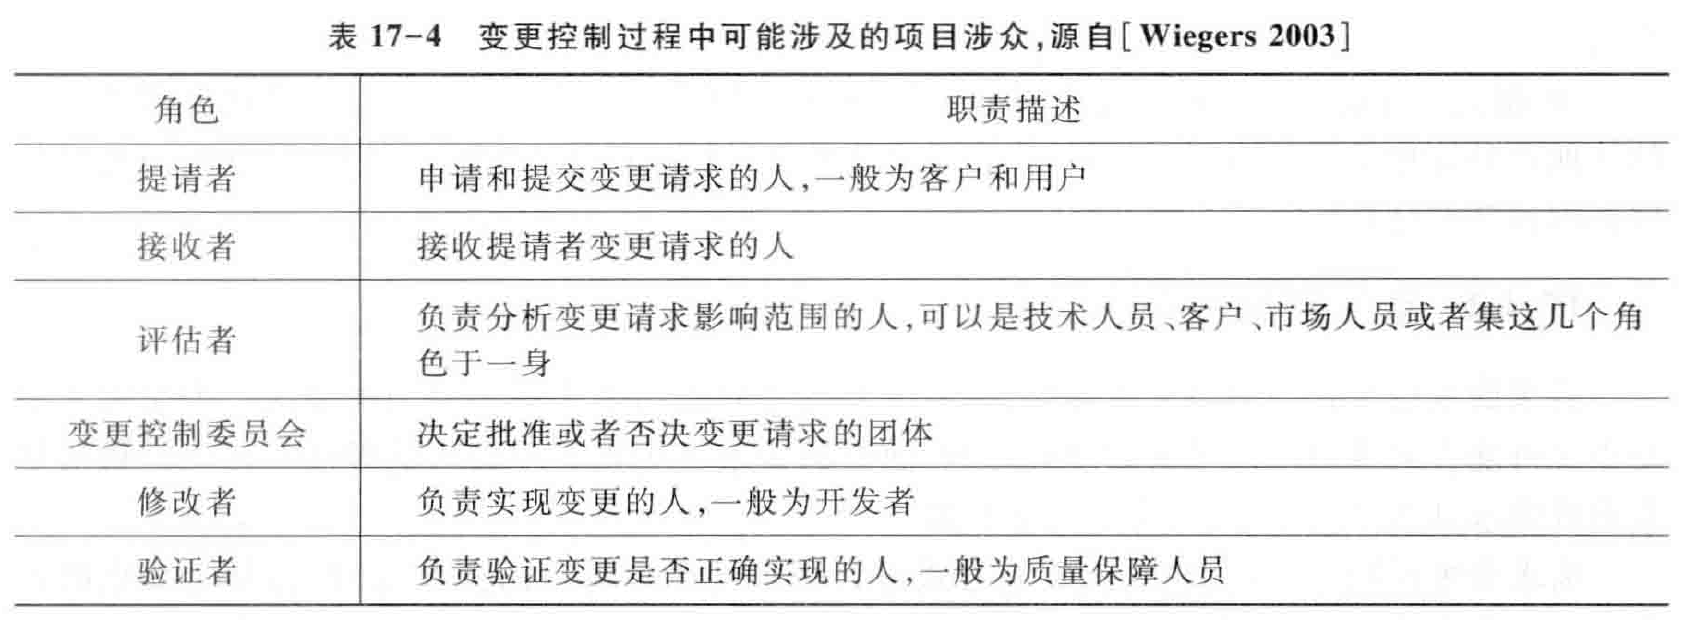 表 17-4 变更控制过程中可能涉及的项目涉众,源自[Wiegers 2003]
角色 职责描述
提请者 申请和提交变更请求的人,一般为客户和用户
接收者 接收提请者变更请求的人
评估者 负责分析变更请求影响范围的人,可以是技术人员、客户、市场人员或者集这几个角
色于一身
变更控制委员会 决定批准或者否决变更请求的团体
修改者 负责实现变更的人,一般为开发者
验证者 负责验证变更是否正确实现的人,一般为质量保障人员